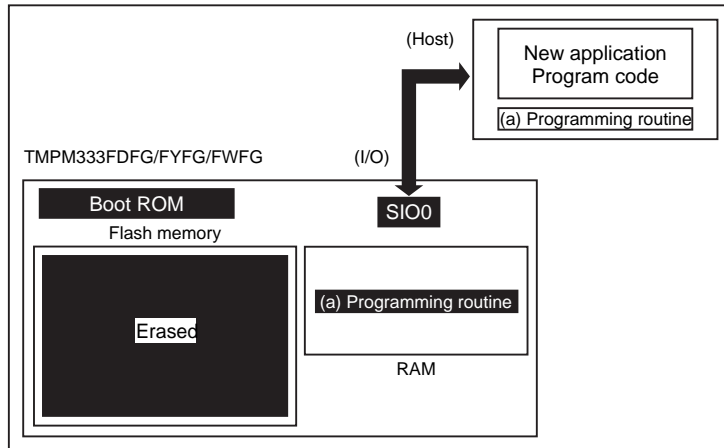 (Host)
New application
Program code
(a) Programming routine
TMPM333FDFG/FYFG/FWFG
(I/O)
Boot ROM
SIO0
Flash memory
(a) Programming routine
Erased
RAM